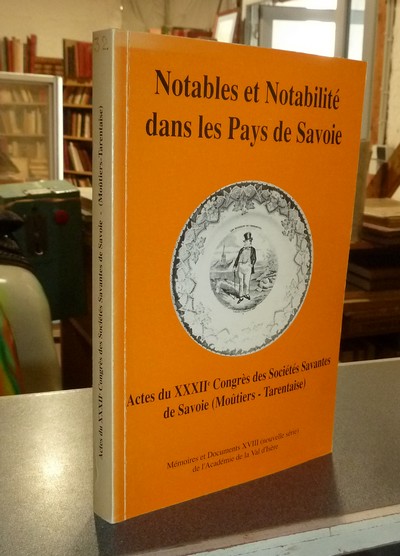 Notables et Notabilité
dans les Pays de Savoie
Actes du XXXIIe Congrès des Sociétés Savantes
de Savoie (Moûtiers - Tarentaise)
Mémoires et Documents XVIII (nouvelle série)
de l'Académie de la Val d'Isère
Actes du XXXIIe Congrès des Sociétés Savantes de Savoie - (Moûtiers-Tarentaise)
32